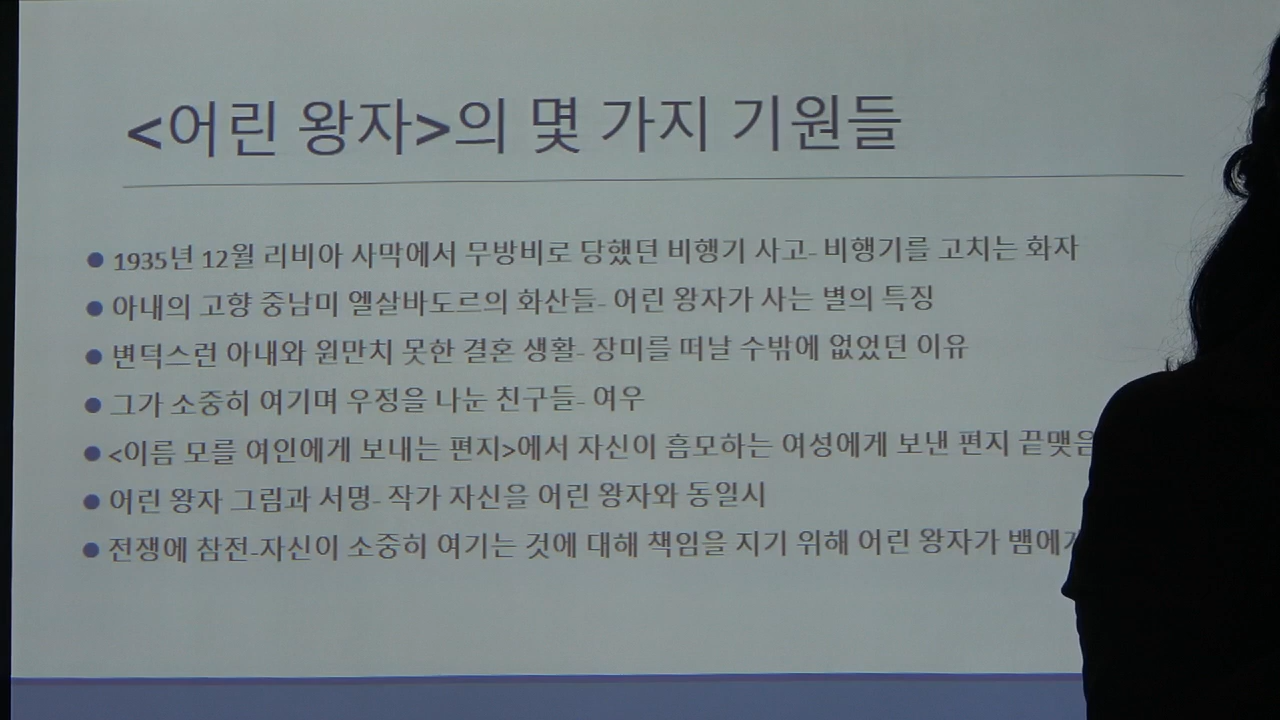 <어린 왕자>의 몇 가지 기원들
● 1935년 12월 리비아 사막에서 무방비로 당했던 비행기 사고- 비행기를 고치는 화자
● 아내의 고향 중남미 엘살바도르의 화산들- 어린 왕자가 사는 별의 특징
● 변덕스런 아내와 원만치 못한 결혼 생활- 장미를 떠날 수밖에 없었던 이유
● 그가 소중히 여기며 우정을 나눈 친구들- 여우
● <이름 모를 여인에게 보내는 편지>에서 자신이 흠모하는 여성에게 보낸 편지 끝맺음
● 어린 왕자 그림과 서명- 작가 자신을 어린 왕자와 동일시
● 전쟁에 참전-자신이 소중히 여기는 것에 대해 책임을 지기 위해 어린 왕자가